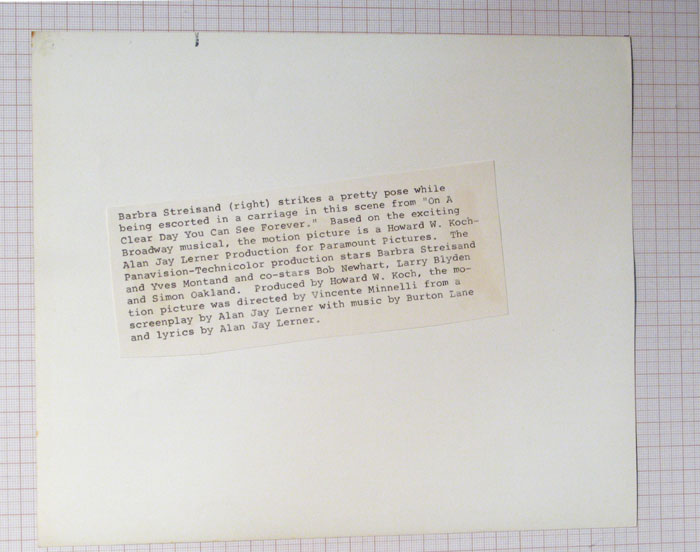 Barbra Streisand (right) strikes a pretty pose while
being escorted in a carriage in this scene from "On A
Clear Day You Can See Forever."  Based on the exciting
Broadway musical, the motion picture is a Howard W. Koch-
Alan Jay Lerner Production for Paramount Pictures.  The
Panavision-Technicolor production stars Barbra Streisand
and Yves Montand and co-stars Bob Newhart, Larry Blyden
and Simon Oakland.  Produced by Howard W. Koch, the mo-
tion picture was directed by Vincente Minnelli from a
screenplay by Alan Jay Lerner with music by Burton Lane
and lyrics by Alan Jay Lerner.